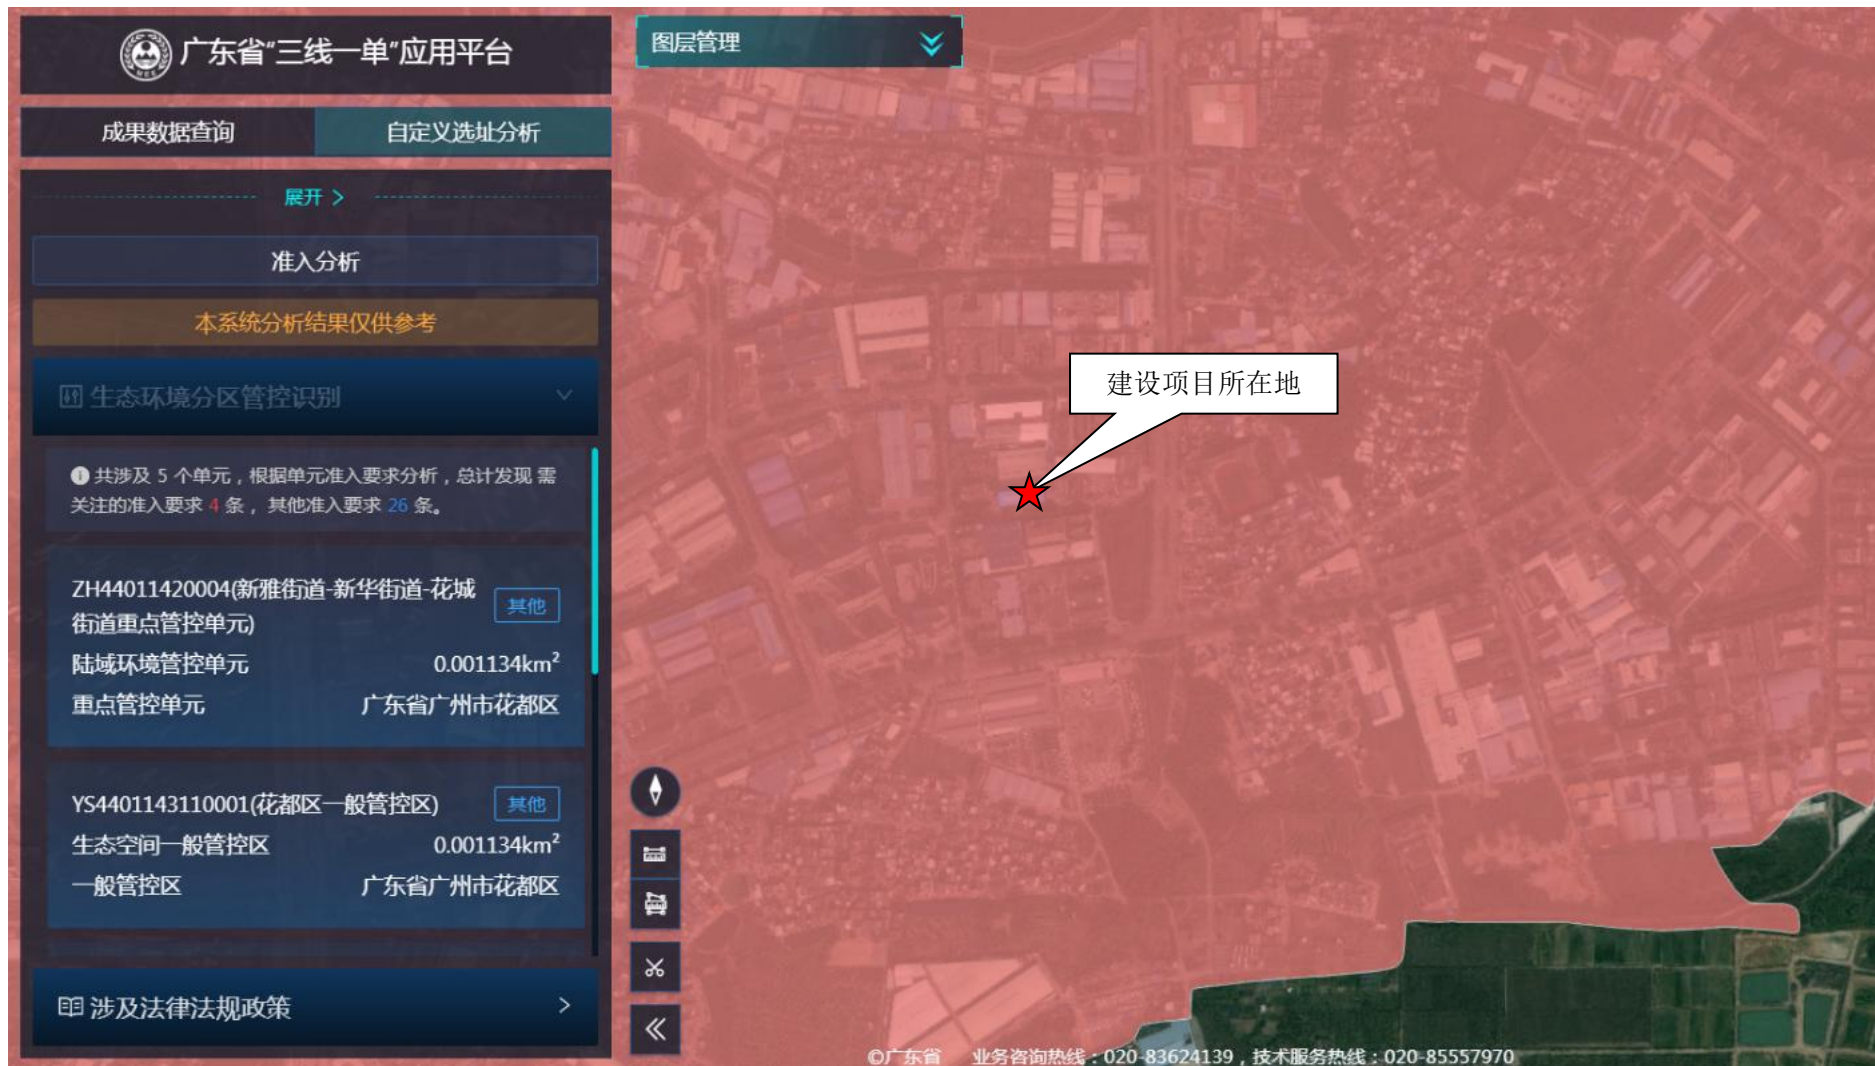 广东省“三线一单”应用平台
成果数据查询
自定义选址分析
展开 >
准入分析
本系统分析结果仅供参考
生态环境分区管控识别
共涉及 5 个单元，根据单元准入要求分析，总计发现 需
关注的准入要求 4 条， 其他准入要求 26 条。
ZH44011420004(新雅街道-新华街道-花城
街道重点管控单元)
其他
陆域环境管控单元 0.001134km²
重点管控单元 广东省广州市花都区
YS4401143110001(花都区一般管控区) 其他
生态空间一般管控区 0.001134km²
一般管控区 广东省广州市花都区
涉及法律法规政策 >
图层管理
建设项目所在地
©广东省 业务咨询热线：020-83624139，技术服务热线：020-85557970